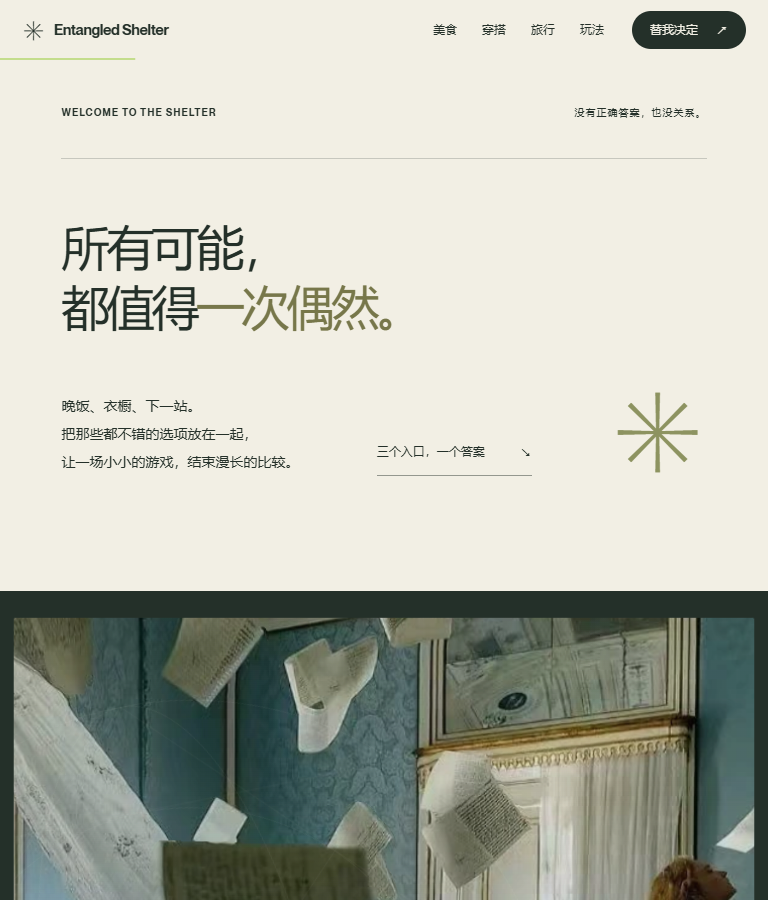 Entangled Shelter
美食 穿搭 旅行 玩法 替我决定 ↗
WELCOME TO THE SHELTER
没有正确答案，也没关系。
所有可能，
都值得一次偶然。
晚饭、衣橱、下一站。
把那些都不错的选项放在一起，
让一场小小的游戏，结束漫长的比较。
三个入口，一个答案 ↘